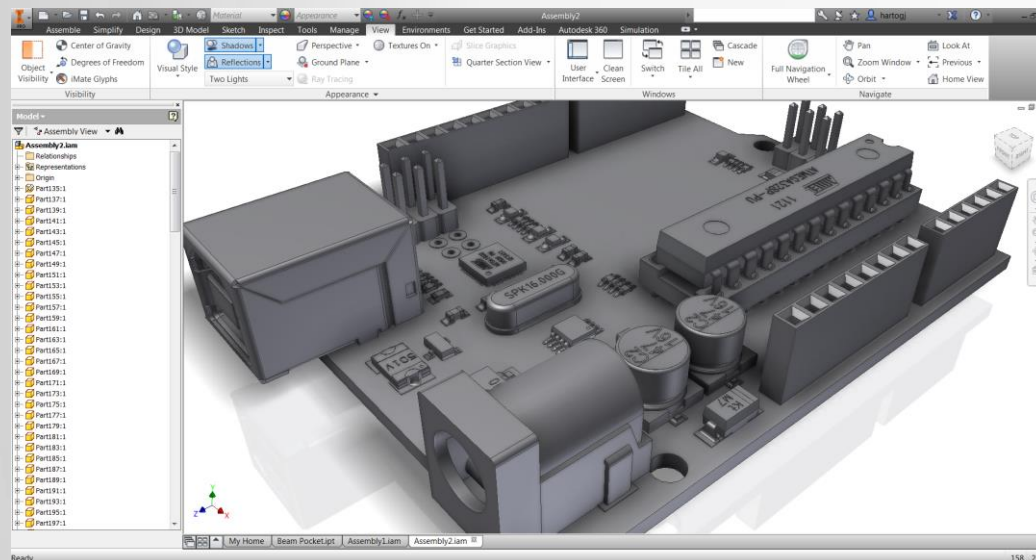 Material
Appearance
Assembly2
hartogj
PRO
Assemble Simplify Design 3D Model Sketch Inspect Tools Manage View Environments Get Started Add-Ins Autodesk 360 Simulation
Object Visibility
Center of Gravity
Degrees of Freedom
iMate Glyphs
Visibility
Visual Style
Shadows
Reflections
Two Lights
Perspective
Ground Plane
Ray Tracing
Textures On
Appearance
Slice Graphics
Quarter Section View
User Interface
Clean Screen
Switch
Tile All
Cascade
New
Windows
Full Navigation Wheel
Pan
Zoom Window
Orbit
Look At
Previous
Home View
Navigate
Model
Assembly View
Assembly2.iam
Relationships
Representations
Origin
Part135:1
Part137:1
Part139:1
Part141:1
Part143:1
Part145:1
Part147:1
Part149:1
Part151:1
Part153:1
Part155:1
Part157:1
Part159:1
Part161:1
Part163:1
Part165:1
Part167:1
Part169:1
Part171:1
Part173:1
Part175:1
Part177:1
Part179:1
Part181:1
Part183:1
Part185:1
Part187:1
Part189:1
Part191:1
Part193:1
Part195:1
Part197:1
ATMEGA328P-PU
1121
SPK16.000G
M7
Z
Y
X
My Home Beam Pocket.ipt Assembly1.iam Assembly2.iam
Ready
158